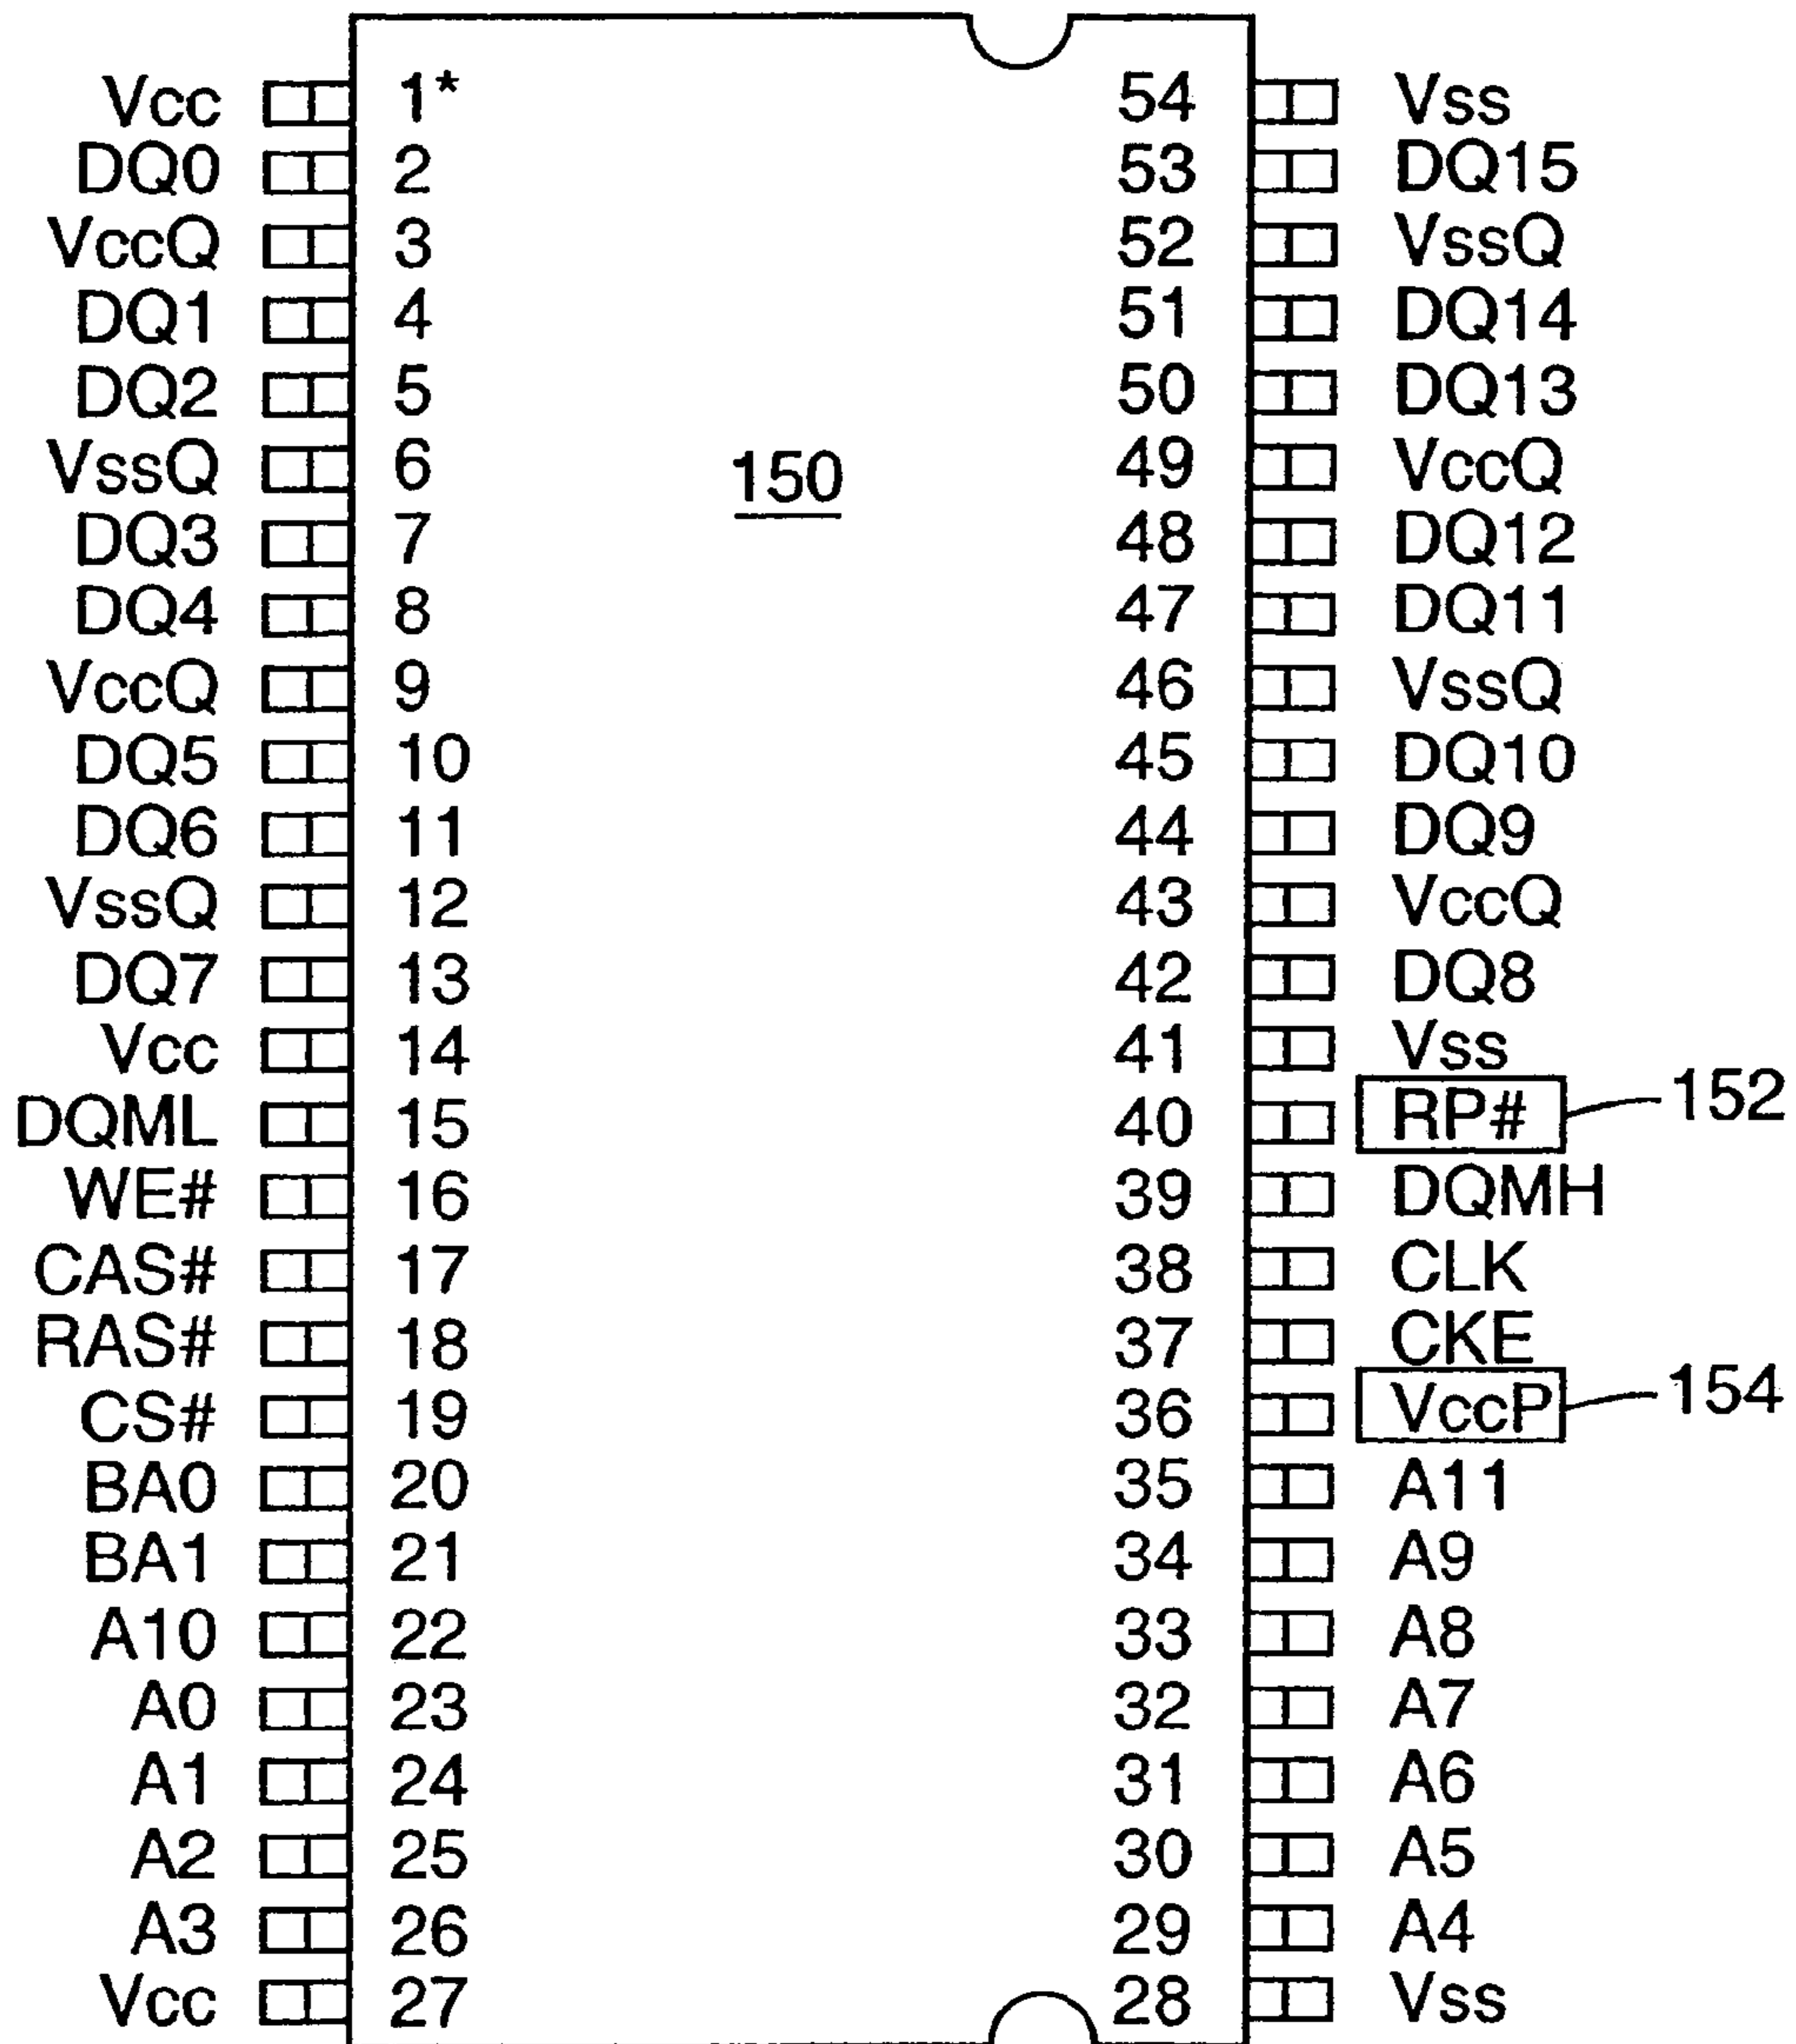 Vcc 1* 54 Vss
DQ0 2 53 DQ15
VccQ 3 52 VssQ
DQ1 4 51 DQ14
DQ2 5 50 DQ13
VssQ 6 49 VccQ
150
DQ3 7 48 DQ12
DQ4 8 47 DQ11
VccQ 9 46 VssQ
DQ5 10 45 DQ10
DQ6 11 44 DQ9
VssQ 12 43 VccQ
DQ7 13 42 DQ8
Vcc 14 41 Vss
DQML 15 40 RP# 152
WE# 16 39 DQMH
CAS# 17 38 CLK
RAS# 18 37 CKE
CS# 19 36 VccP 154
BA0 20 35 A11
BA1 21 34 A9
A10 22 33 A8
A0 23 32 A7
A1 24 31 A6
A2 25 30 A5
A3 26 29 A4
Vcc 27 28 Vss